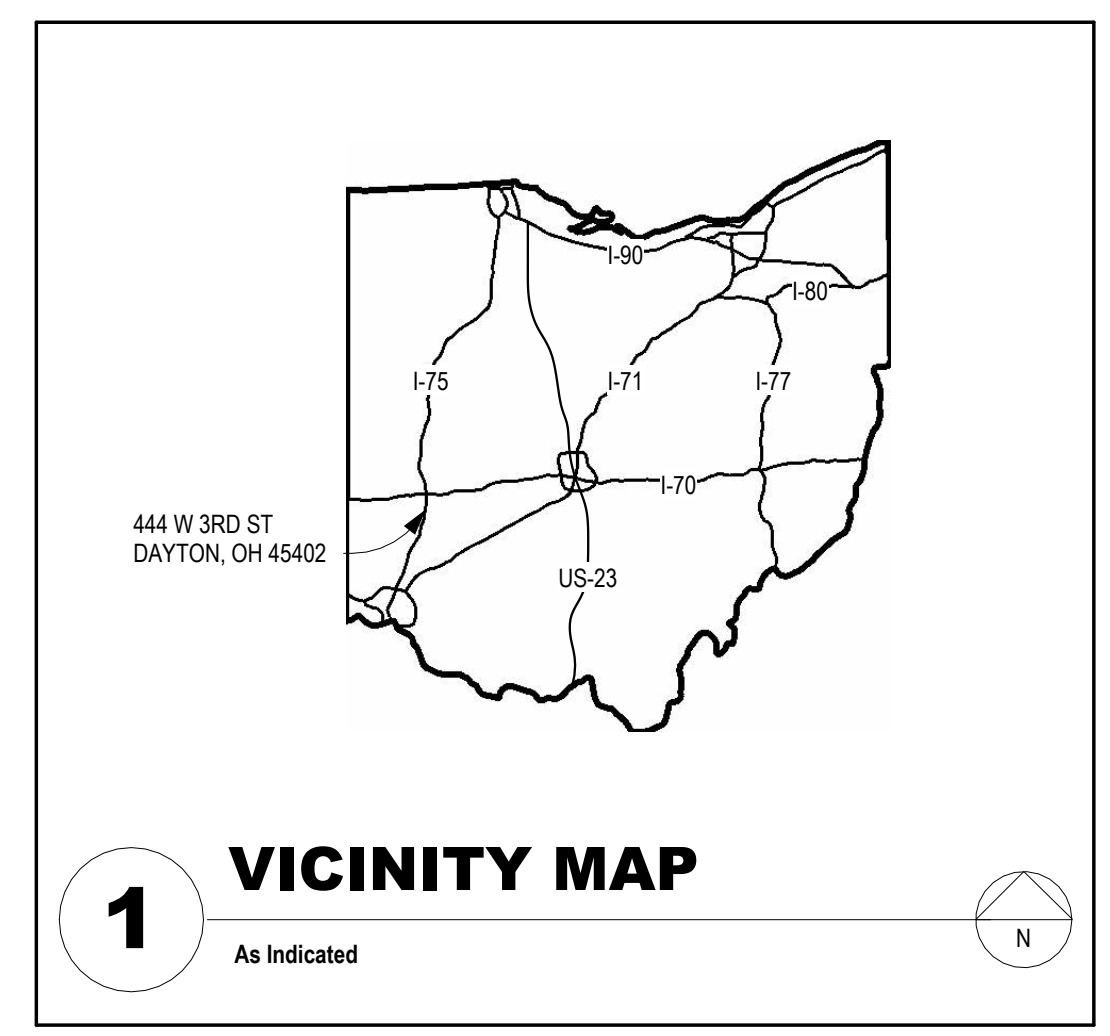 I-90
I-80
I-75
I-71
I-77
I-70
444 W 3RD ST
DAYTON, OH 45402
US-23
1
VICINITY MAP
As Indicated
N